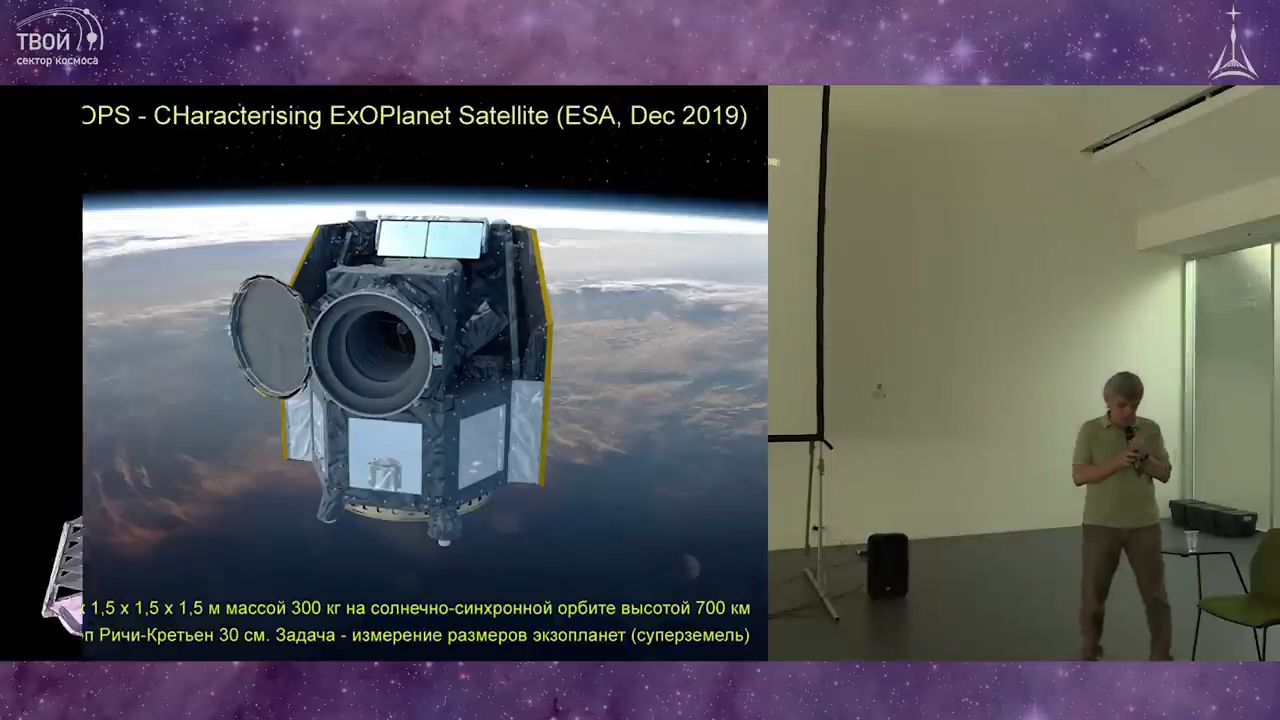 ТВОЙ
сектор космоса
OPS - CHaracterising ExOPlanet Satellite (ESA, Dec 2019)
х 1,5 х 1,5 х 1,5 м массой 300 кг на солнечно-синхронной орбите высотой 700 км
п Ричи-Кретьен 30 см. Задача - измерение размеров экзопланет (суперземель)